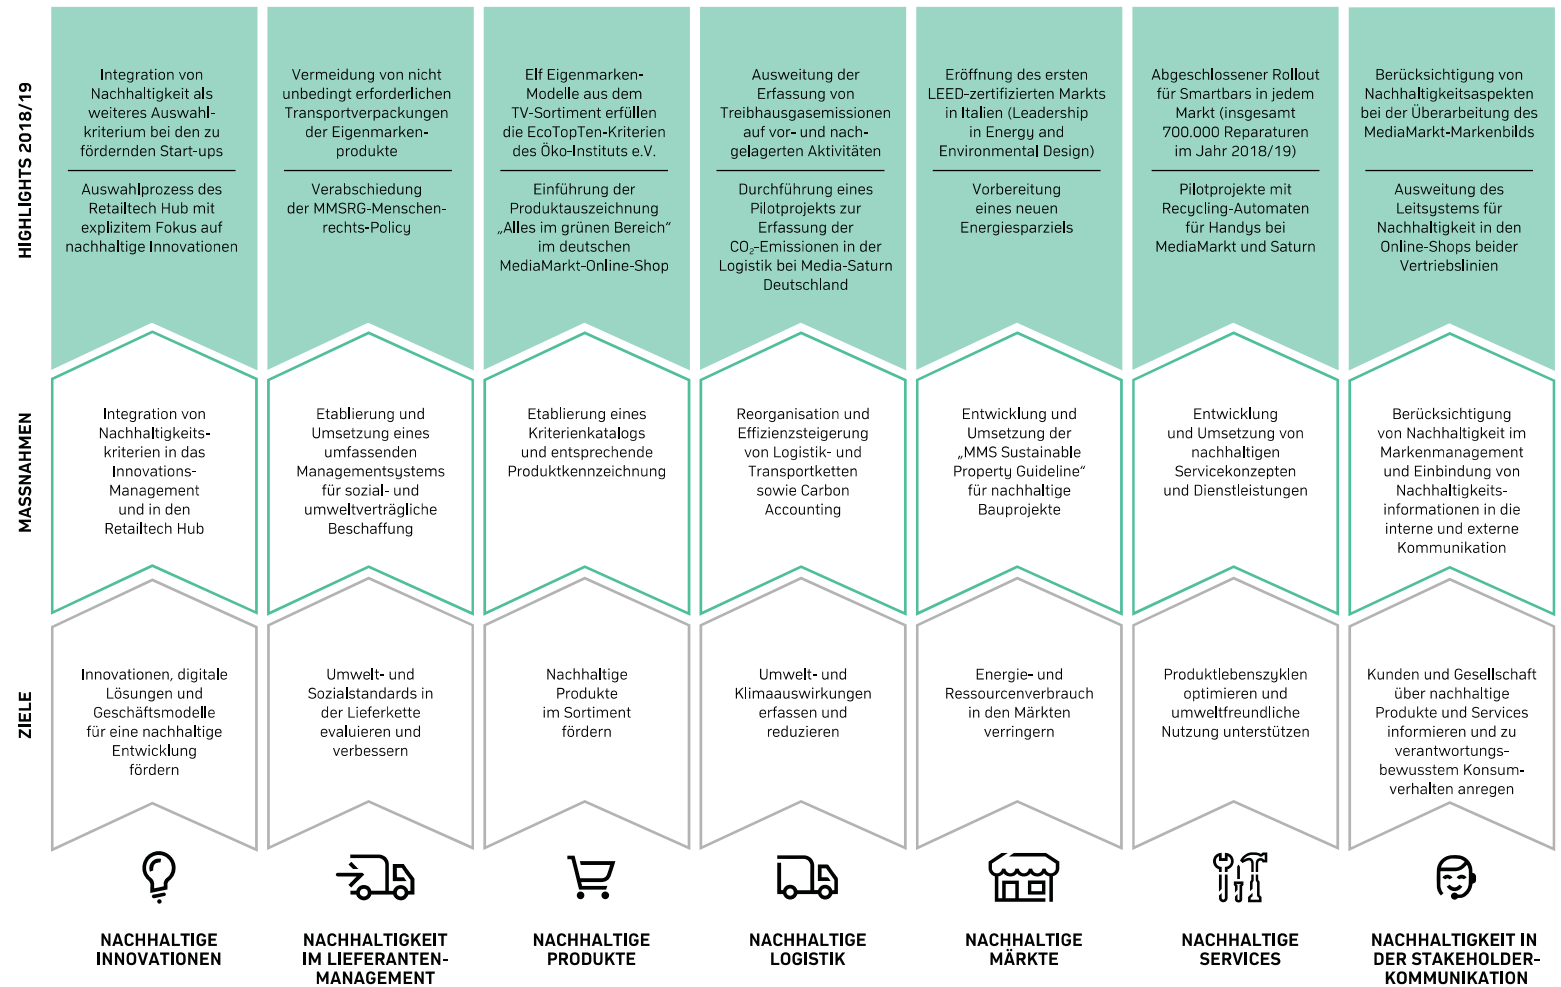 HIGHLIGHTS 2018/19
Integration von
Nachhaltigkeit als
weiteres Auswahl-
kriterium bei den zu
fördernden Start-ups
Auswahlprozess des
Retailtech Hub mit
explizitem Fokus auf
nachhaltige Innovationen
Vermeidung von nicht
unbedingt erforderlichen
Transportverpackungen
der Eigenmarken-
produkte
Verabschiedung
der MMSRG-Menschen-
rechts-Policy
Elf Eigenmarken-
Modelle aus dem
TV-Sortiment erfüllen
die EcoTopTen-Kriterien
des Öko-Instituts e.V.
Einführung der
Produktauszeichnung
„Alles im grünen Bereich“
im deutschen
MediaMarkt-Online-Shop
Ausweitung der
Erfassung von
Treibhausgasemissionen
auf vor- und nach-
gelagerten Aktivitäten
Durchführung eines
Pilotprojekts zur
Erfassung der
CO₂-Emissionen in der
Logistik bei Media-Saturn
Deutschland
Eröffnung des ersten
LEED-zertifizierten Markts
in Italien (Leadership
in Energy and
Environmental Design)
Vorbereitung
eines neuen
Energiesparziels
Abgeschlossener Rollout
für Smartbars in jedem
Markt (insgesamt
700.000 Reparaturen
im Jahr 2018/19)
Pilotprojekte mit
Recycling-Automaten
für Handys bei
MediaMarkt und Saturn
Berücksichtigung von
Nachhaltigkeitsaspekten
bei der Überarbeitung des
MediaMarkt-Markenbilds
Ausweitung des
Leitsystems für
Nachhaltigkeit in den
Online-Shops beider
Vertriebslinien
MASSNAHMEN
Integration von
Nachhaltigkeits-
kriterien in das
Innovations-
Management
und in den
Retailtech Hub
Etablierung und
Umsetzung eines
umfassenden
Managementsystems
für sozial- und
umweltverträgliche
Beschaffung
Etablierung eines
Kriterienkatalogs
und entsprechende
Produktkennzeichnung
Reorganisation und
Effizienzsteigerung
von Logistik- und
Transportketten
sowie Carbon
Accounting
Entwicklung und
Umsetzung der
„MMS Sustainable
Property Guideline“
für nachhaltige
Bauprojekte
Entwicklung
und Umsetzung von
nachhaltigen
Servicekonzepten
und Dienstleistungen
Berücksichtigung
von Nachhaltigkeit im
Markenmanagement
und Einbindung von
Nachhaltigkeits-
informationen in die
interne und externe
Kommunikation
ZIELE
Innovationen, digitale
Lösungen und
Geschäftsmodelle
für eine nachhaltige
Entwicklung
fördern
Umwelt- und
Sozialstandards in
der Lieferkette
evaluieren und
verbessern
Nachhaltige
Produkte
im Sortiment
fördern
Umwelt- und
Klimaauswirkungen
erfassen und
reduzieren
Energie- und
Ressourcenverbrauch
in den Märkten
verringern
Produktlebenszyklen
optimieren und
umweltfreundliche
Nutzung unterstützen
Kunden und Gesellschaft
über nachhaltige
Produkte und Services
informieren und zu
verantwortungs-
bewusstem Konsum-
verhalten anregen
NACHHALTIGE
INNOVATIONEN
NACHHALTIGKEIT
IM LIEFERANTEN-
MANAGEMENT
NACHHALTIGE
PRODUKTE
NACHHALTIGE
LOGISTIK
NACHHALTIGE
MÄRKTE
NACHHALTIGE
SERVICES
NACHHALTIGKEIT IN
DER STAKEHOLDER-
KOMMUNIKATION